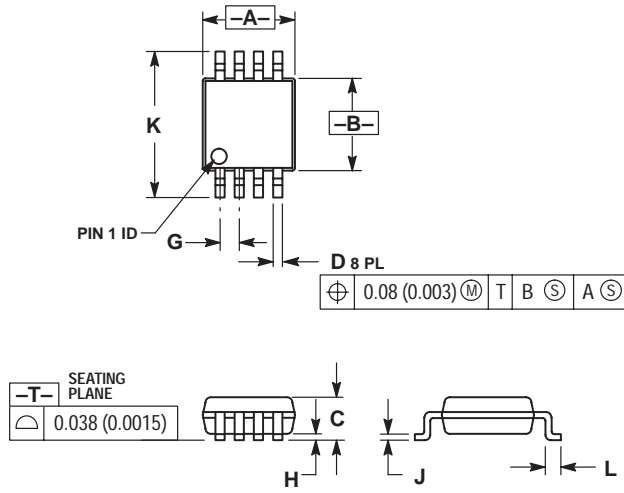 –A–
K
–B–
PIN 1 ID
G
D 8 PL
⌖ 0.08 (0.003) Ⓜ T B Ⓢ A Ⓢ
–T– SEATING
PLANE
⌓ 0.038 (0.0015)
C
H
J
L